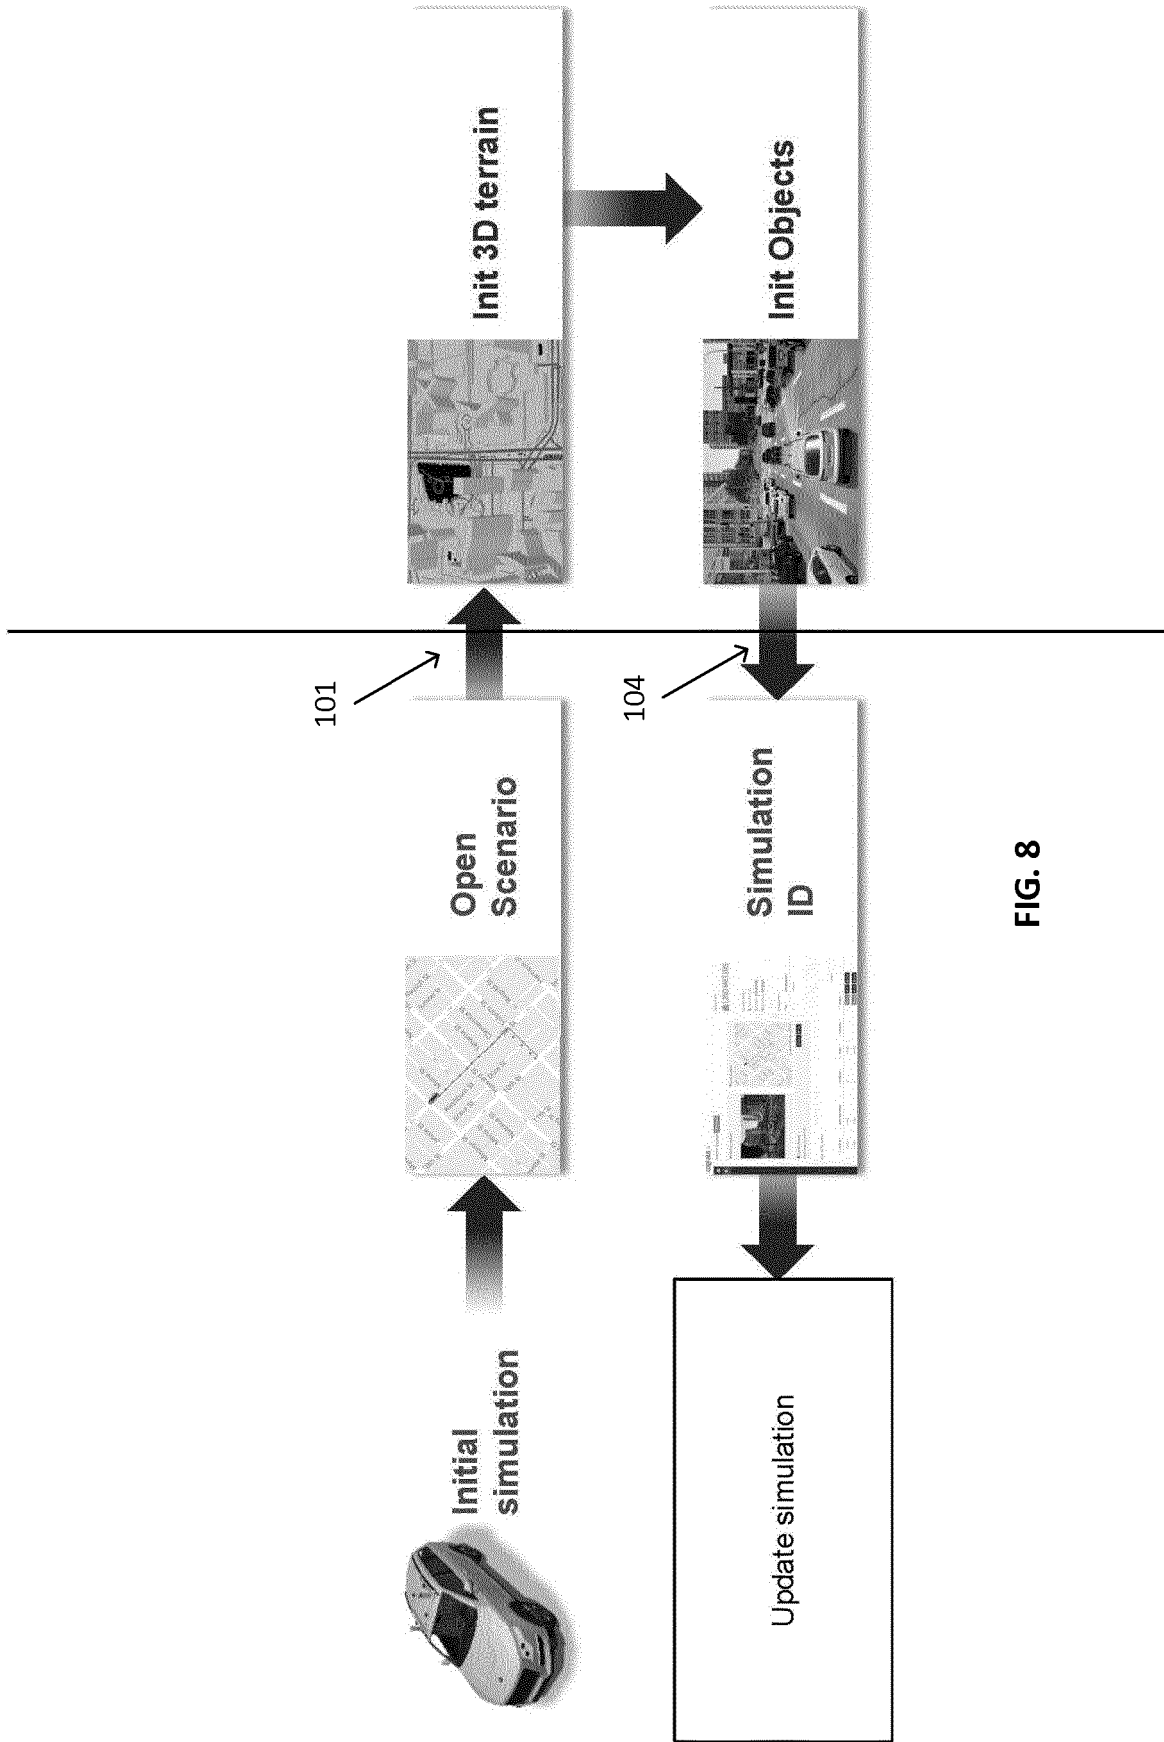 Initial
simulation
Open
Scenario
101
Init 3D terrain
Init Objects
104
Simulation
ID
Update simulation
FIG. 8